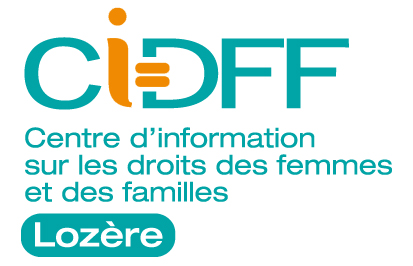 CiDFF
Centre d'information
sur les droits des femmes
et des familles
Lozère